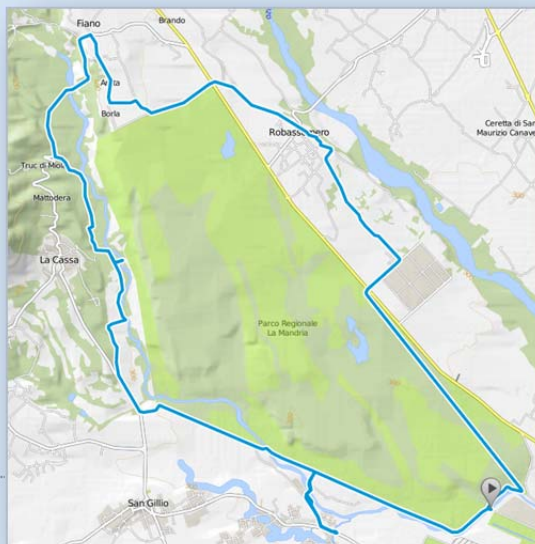 Fiano
Brando
Borla
Robassomero
Ceretta di San
Maurizio Canave
Truc di Miol
Mattodera
La Cassa
Parco Regionale
La Mandria
San Gillio